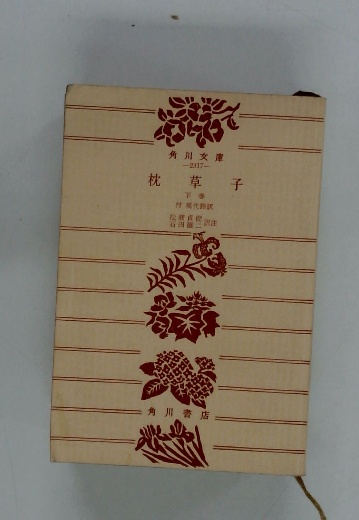 角川文庫
—2317—
枕草子
下巻
付現代語訳
松浦貞俊
石田穣二 訳注
角川書店